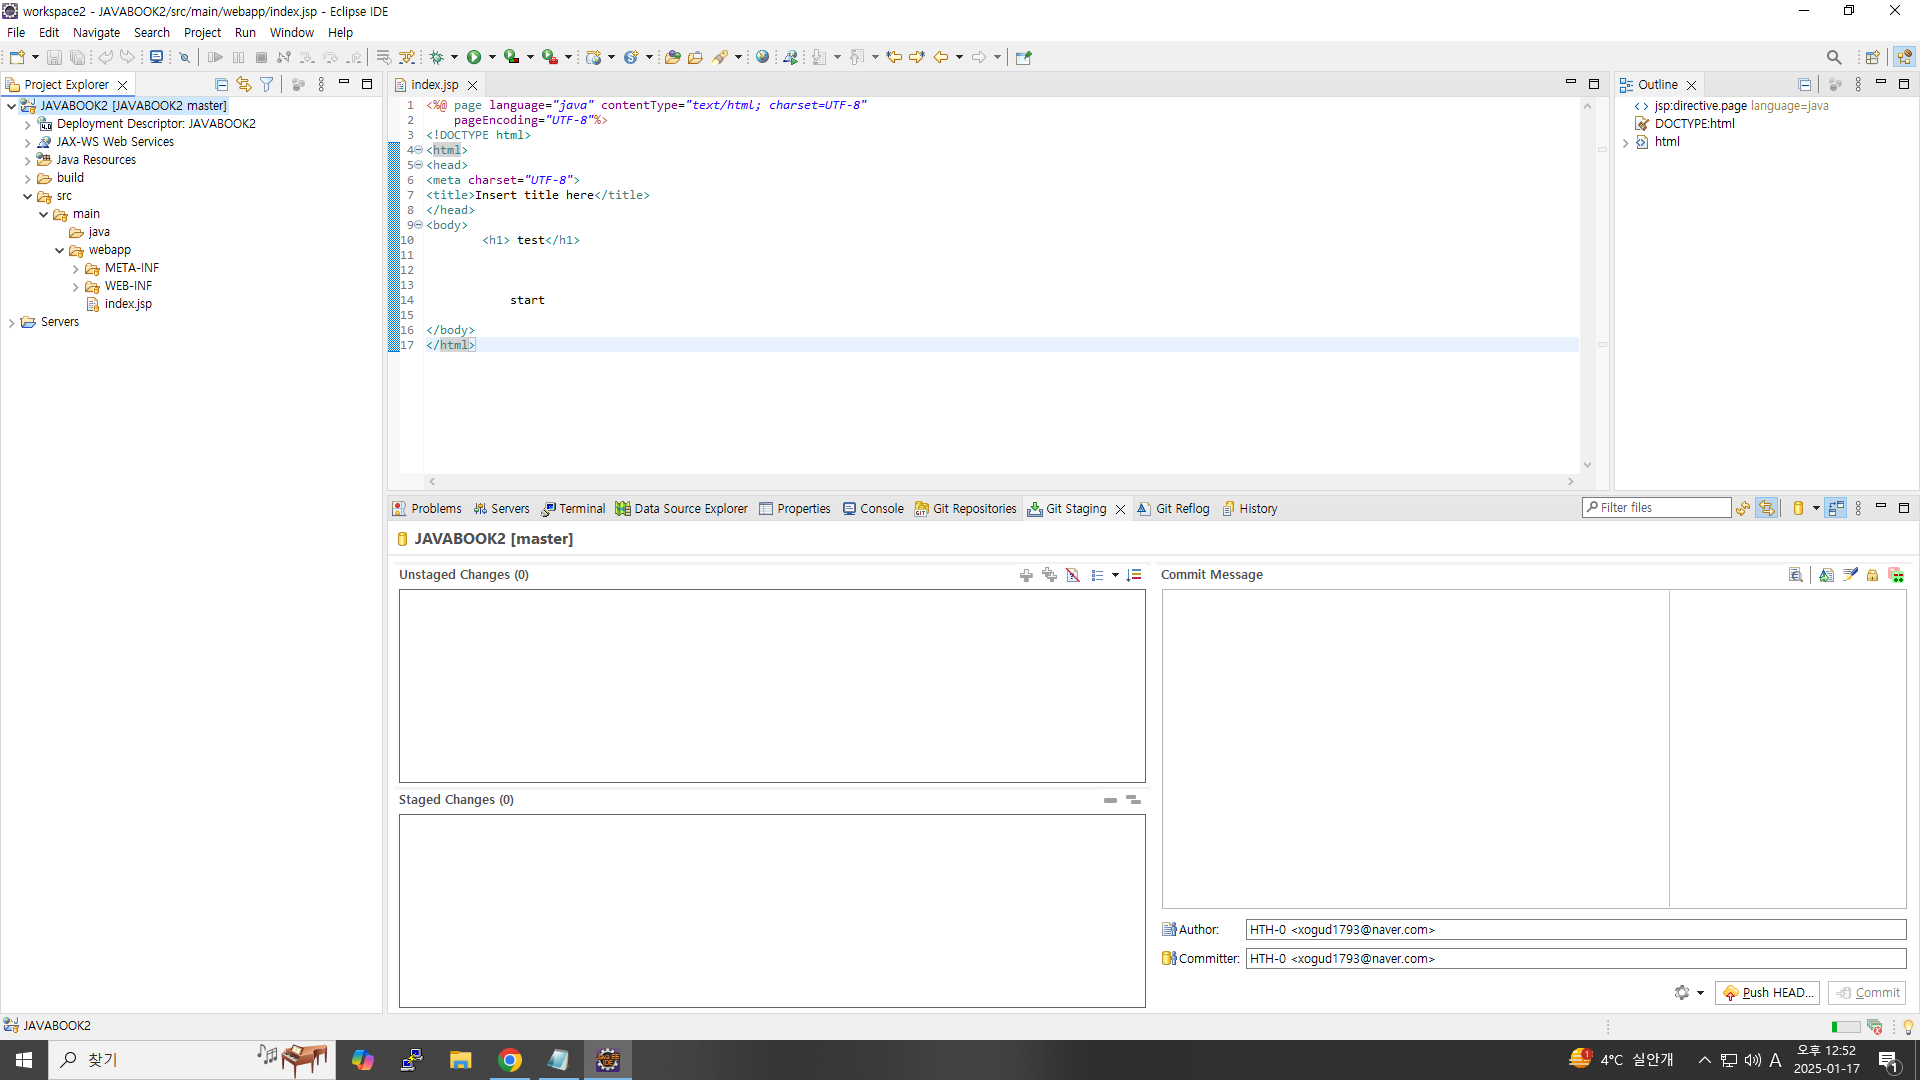 workspace2 - JAVABOOK2/src/main/webapp/index.jsp - Eclipse IDE
File Edit Navigate Search Project Run Window Help
Project Explorer
JAVABOOK2 [JAVABOOK2 master]
Deployment Descriptor: JAVABOOK2
JAX-WS Web Services
Java Resources
build
src
main
java
webapp
META-INF
WEB-INF
index.jsp
Servers
index.jsp
1 <%@ page language="java" contentType="text/html; charset=UTF-8"
2 pageEncoding="UTF-8"%>
3 <!DOCTYPE html>
4 <html>
5 <head>
6 <meta charset="UTF-8">
7 <title>Insert title here</title>
8 </head>
9 <body>
10 <h1> test</h1>
11
12
13
14 start
15
16 </body>
17 </html>
Outline
jsp:directive.page language=java
DOCTYPE:html
html
Problems Servers Terminal Data Source Explorer Properties Console Git Repositories Git Staging Git Reflog History
Filter files
JAVABOOK2 [master]
Unstaged Changes (0)
Staged Changes (0)
Commit Message
Author: HTH-0 <xogud1793@naver.com>
Committer: HTH-0 <xogud1793@naver.com>
Push HEAD... Commit
JAVABOOK2
찾기
1 4°C 실안개 A 오후 12:52
2025-01-17 1